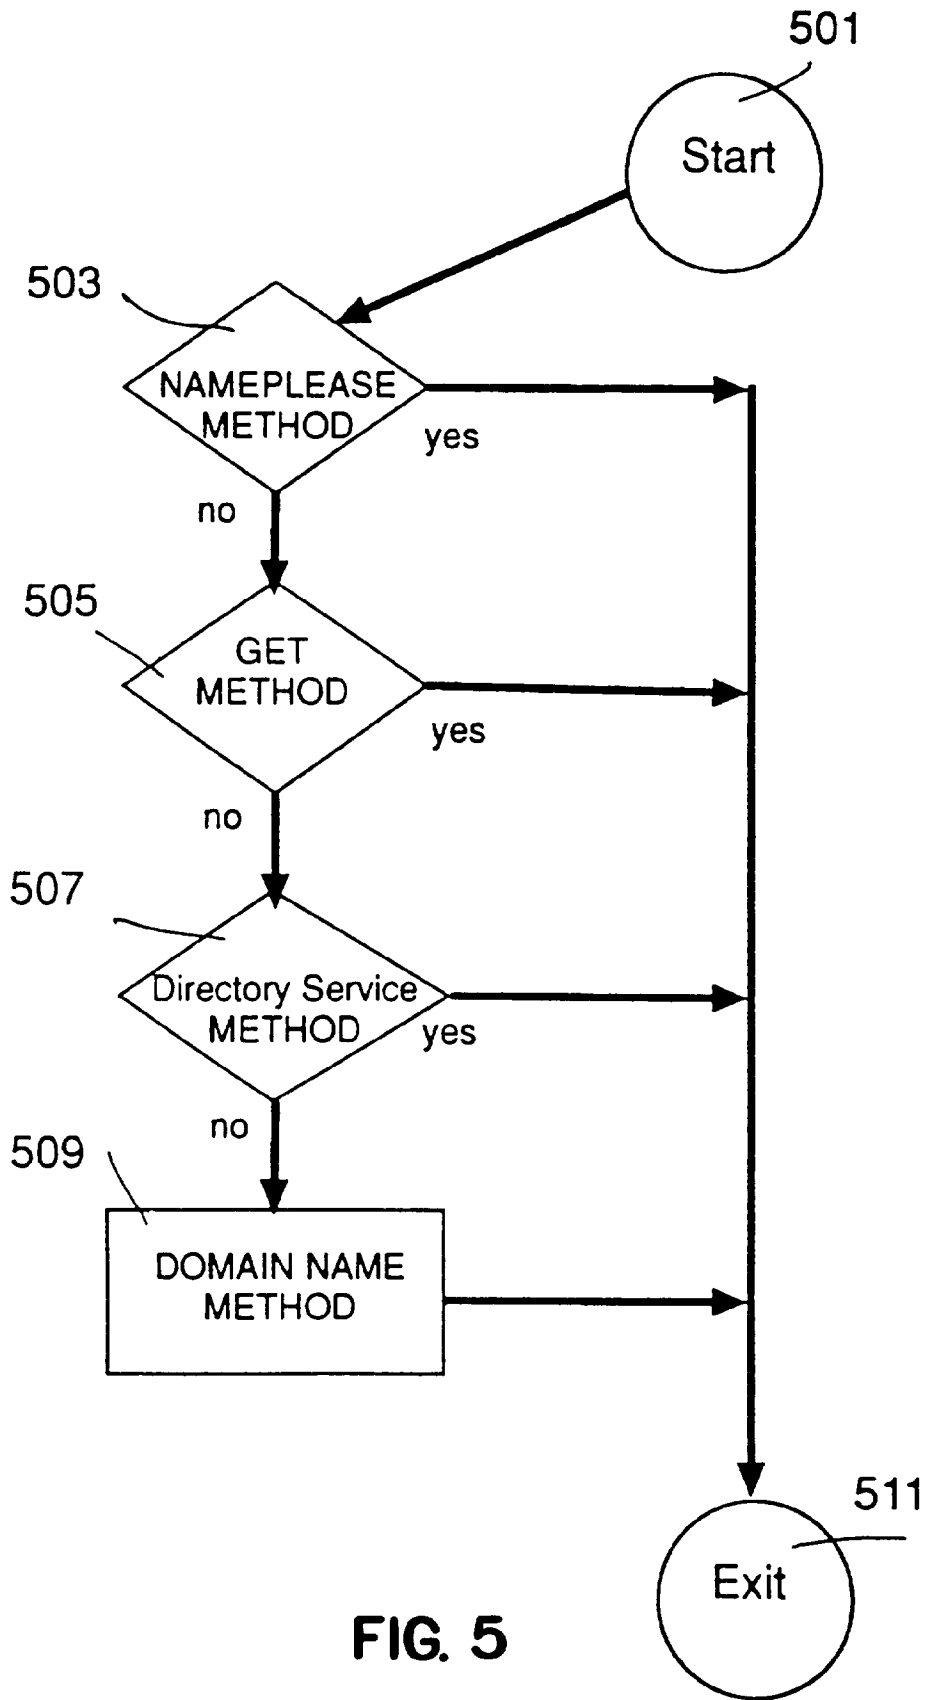 501
Start
503
NAMEPLEASE
METHOD
yes
no
505
GET
METHOD
yes
no
507
Directory Service
METHOD
yes
no
509
DOMAIN NAME
METHOD
511
Exit
FIG. 5